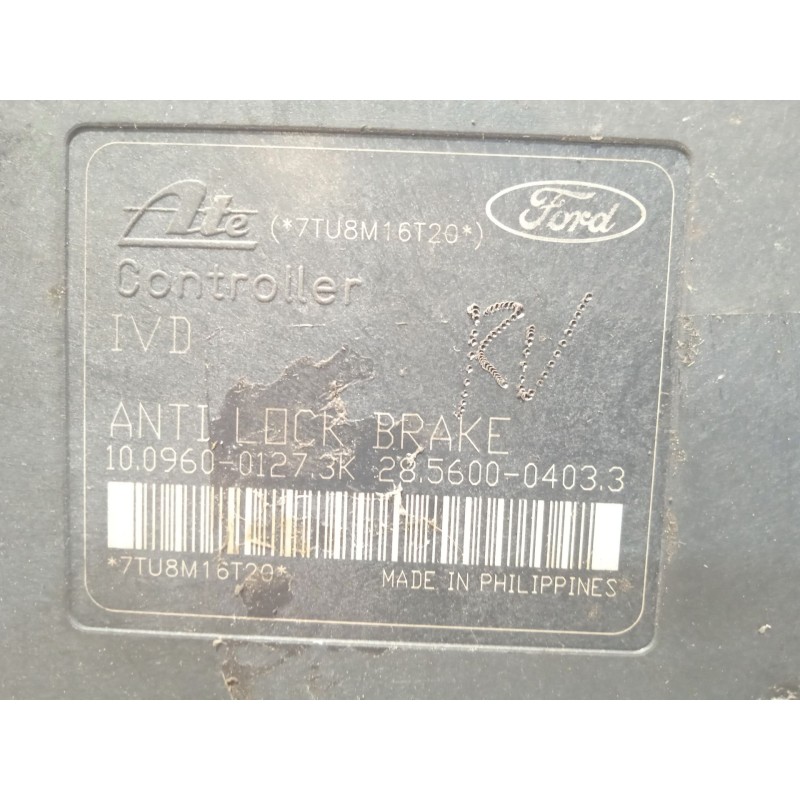 Ate (*7TU8M16T20*) Ford
Controller
IVD
RV
ANTI LOCK BRAKE
10.0960-0127.3K 28.5600-0403.3
*7TU8M16T20*
MADE IN PHILIPPINES